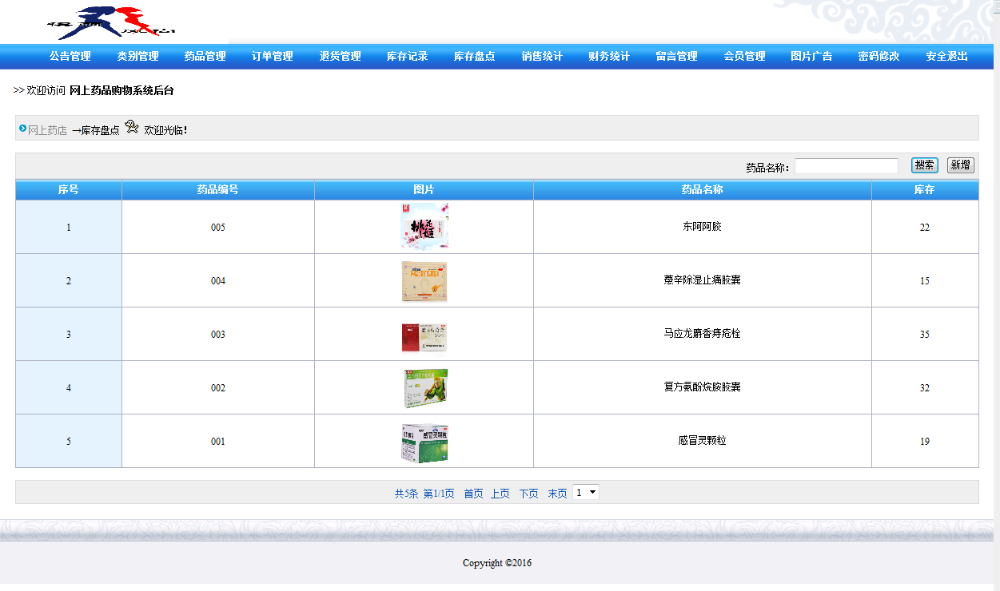 公告管理 类别管理 药品管理 订单管理 退货管理 库存记录 库存盘点 销售统计 财务统计 留言管理 会员管理 图片广告 密码修改 安全退出
>> 欢迎访问 网上药品购物系统后台
网上药店 →库存盘点 欢迎光临!
药品名称: 搜索 新增
序号 药品编号 图片 药品名称 库存
1 005 桃花姬 东阿阿胶 22
2 004 薏辛除湿止痛胶囊 15
3 003 马应龙麝香痔疮栓 35
4 002 复方氨酚烷胺胶囊 32
5 001 感冒灵颗粒 感冒灵颗粒 19
共5条 第1/1页 首页 上页 下页 末页 1
Copyright ©2016